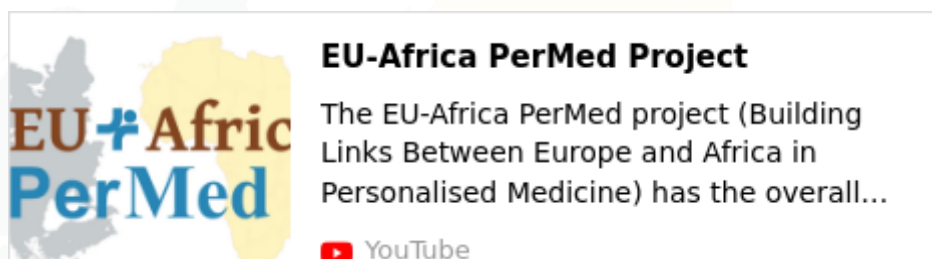 EU-Africa PerMed Project
The EU-Africa PerMed project (Building
Links Between Europe and Africa in
Personalised Medicine) has the overall...
YouTube
EU+Afric
PerMed